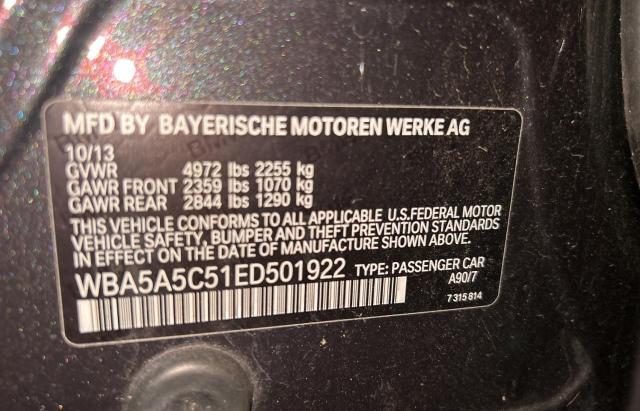 MFD BY BAYERISCHE MOTOREN WERKE AG
10/13
GVWR 4972 lbs 2255 kg
GAWR FRONT 2359 lbs 1070 kg
GAWR REAR 2844 lbs 1290 kg
THIS VEHICLE CONFORMS TO ALL APPLICABLE U.S.FEDERAL MOTOR
VEHICLE SAFETY, BUMPER AND THEFT PREVENTION STANDARDS
IN EFFECT ON THE DATE OF MANUFACTURE SHOWN ABOVE.
WBA5A5C51ED501922 TYPE: PASSENGER CAR
A90/7
7 315 814